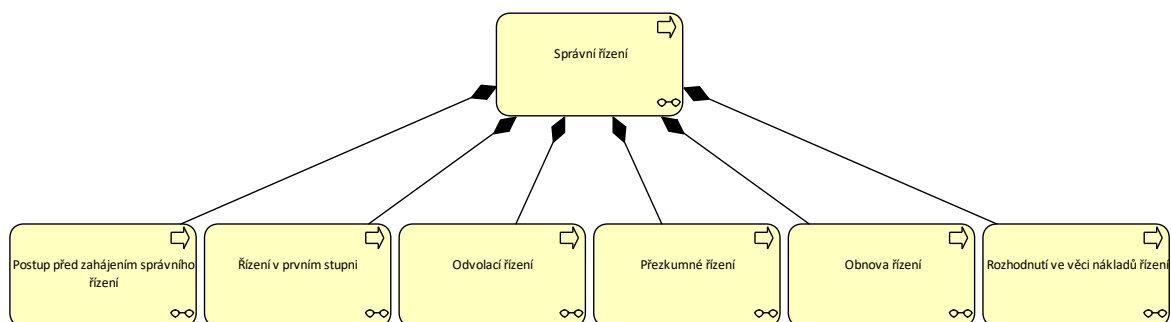 Správní řízení
Postup před zahájením správního
řízení
Řízení v prvním stupni
Odvolací řízení
Přezkumné řízení
Obnova řízení
Rozhodnutí ve věci nákladů řízení